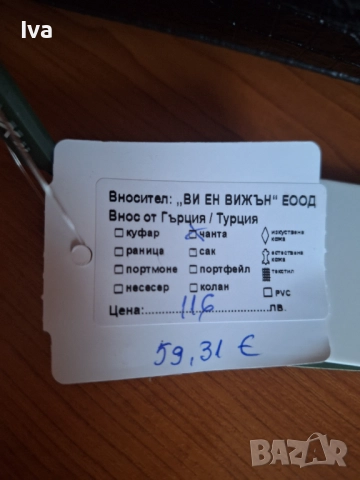 Iva
Вносител: „ВИ ЕН ВИЖЪН“ ЕООД
Внос от Гърция / Турция
куфар чанта изкуствена кожа
раница сак естествена кожа
портмоне портфейл текстил
несесер колан PVC
Цена:.......116.......лв.
59,31 €
BAZAR